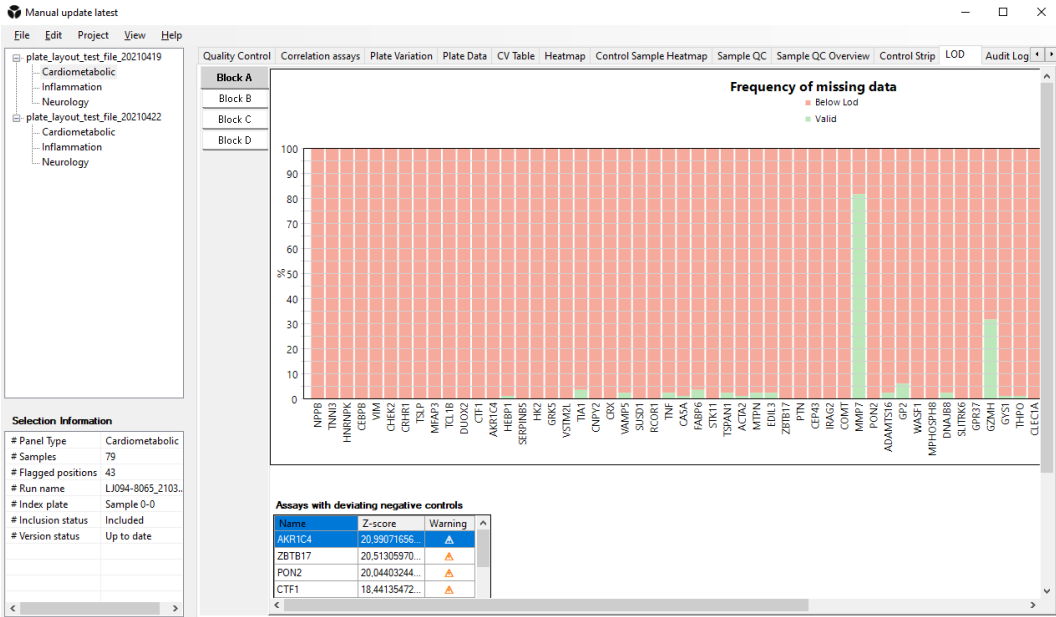 Manual update latest
File Edit Project View Help
plate_layout_test_file_20210419
Cardiometabolic
Inflammation
Neurology
plate_layout_test_file_20210422
Cardiometabolic
Inflammation
Neurology
Selection Information
# Panel Type Cardiometabolic
# Samples 79
# Flagged positions 43
# Run name LJ094-8065_2103..
# Index plate Sample 0-0
# Inclusion status Included
# Version status Up to date
Quality Control Correlation assays Plate Variation Plate Data CV Table Heatmap Control Sample Heatmap Sample QC Sample QC Overview Control Strip LOD Audit Log
Block A
Block B
Block C
Block D
Frequency of missing data
Below Lod
Valid
100
90
80
70
60
50
40
30
20
10
0
%
NPPB
TNNI3
HNRNPK
CEBPB
VIM
CHEK2
CRHR1
TSLP
MFAP3
TCL1B
DUOX2
CTF1
AKR1C4
HEBP1
SERPINB5
HK2
GRK5
VSTM2L
TIA1
CNPY2
CRX
VAMP5
SUSD1
RCOR1
TNF
CA5A
FABP6
STK11
TSPAN1
ACTA2
MTPN
EDIL3
ZBTB17
PTN
CEP43
IRAG2
COMT
MMP7
PON2
ADAMTS16
GP2
WASF1
MPHOSPH8
DNAJB8
SLITRK6
GPR37
GZMH
GYS1
THPO
CLEC1A
Assays with deviating negative controls
Name Z-score Warning
AKR1C4 20,99071656...
ZBTB17 20,51305970...
PON2 20,04403244...
CTF1 18,44135472...